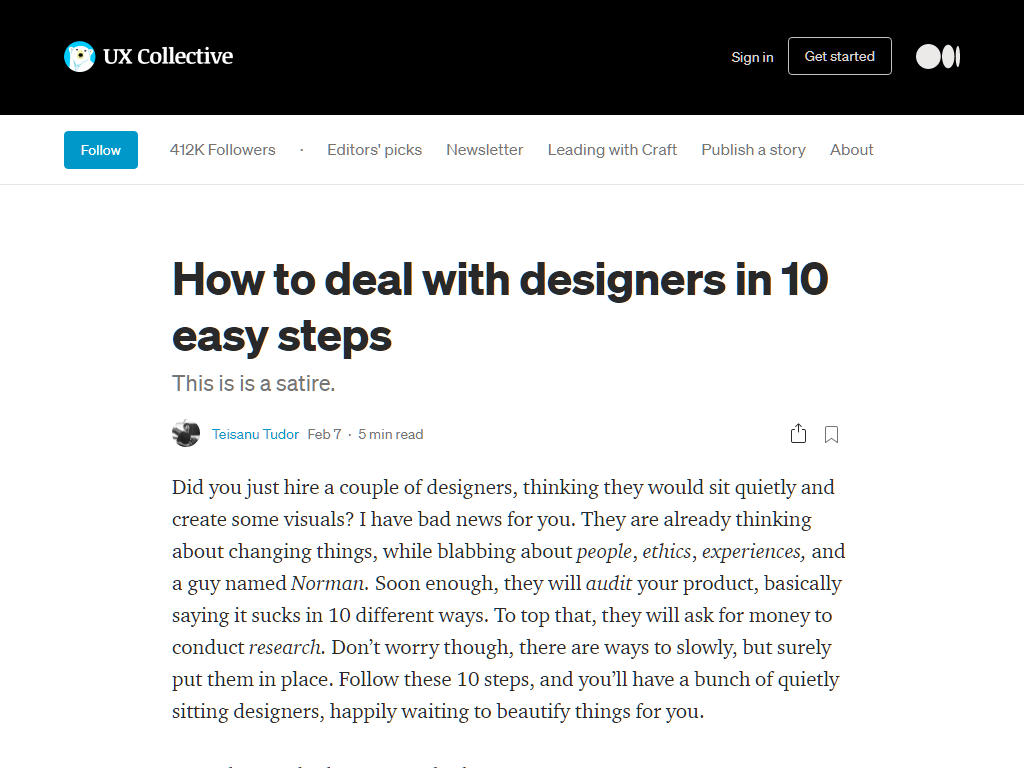 UX Collective
Sign in
Get started
Follow
412K Followers · Editors' picks Newsletter Leading with Craft Publish a story About
How to deal with designers in 10
easy steps
This is is a satire.
Teisanu Tudor Feb 7 · 5 min read
Did you just hire a couple of designers, thinking they would sit quietly and
create some visuals? I have bad news for you. They are already thinking
about changing things, while blabbing about people, ethics, experiences, and
a guy named Norman. Soon enough, they will audit your product, basically
saying it sucks in 10 different ways. To top that, they will ask for money to
conduct research. Don’t worry though, there are ways to slowly, but surely
put them in place. Follow these 10 steps, and you’ll have a bunch of quietly
sitting designers, happily waiting to beautify things for you.